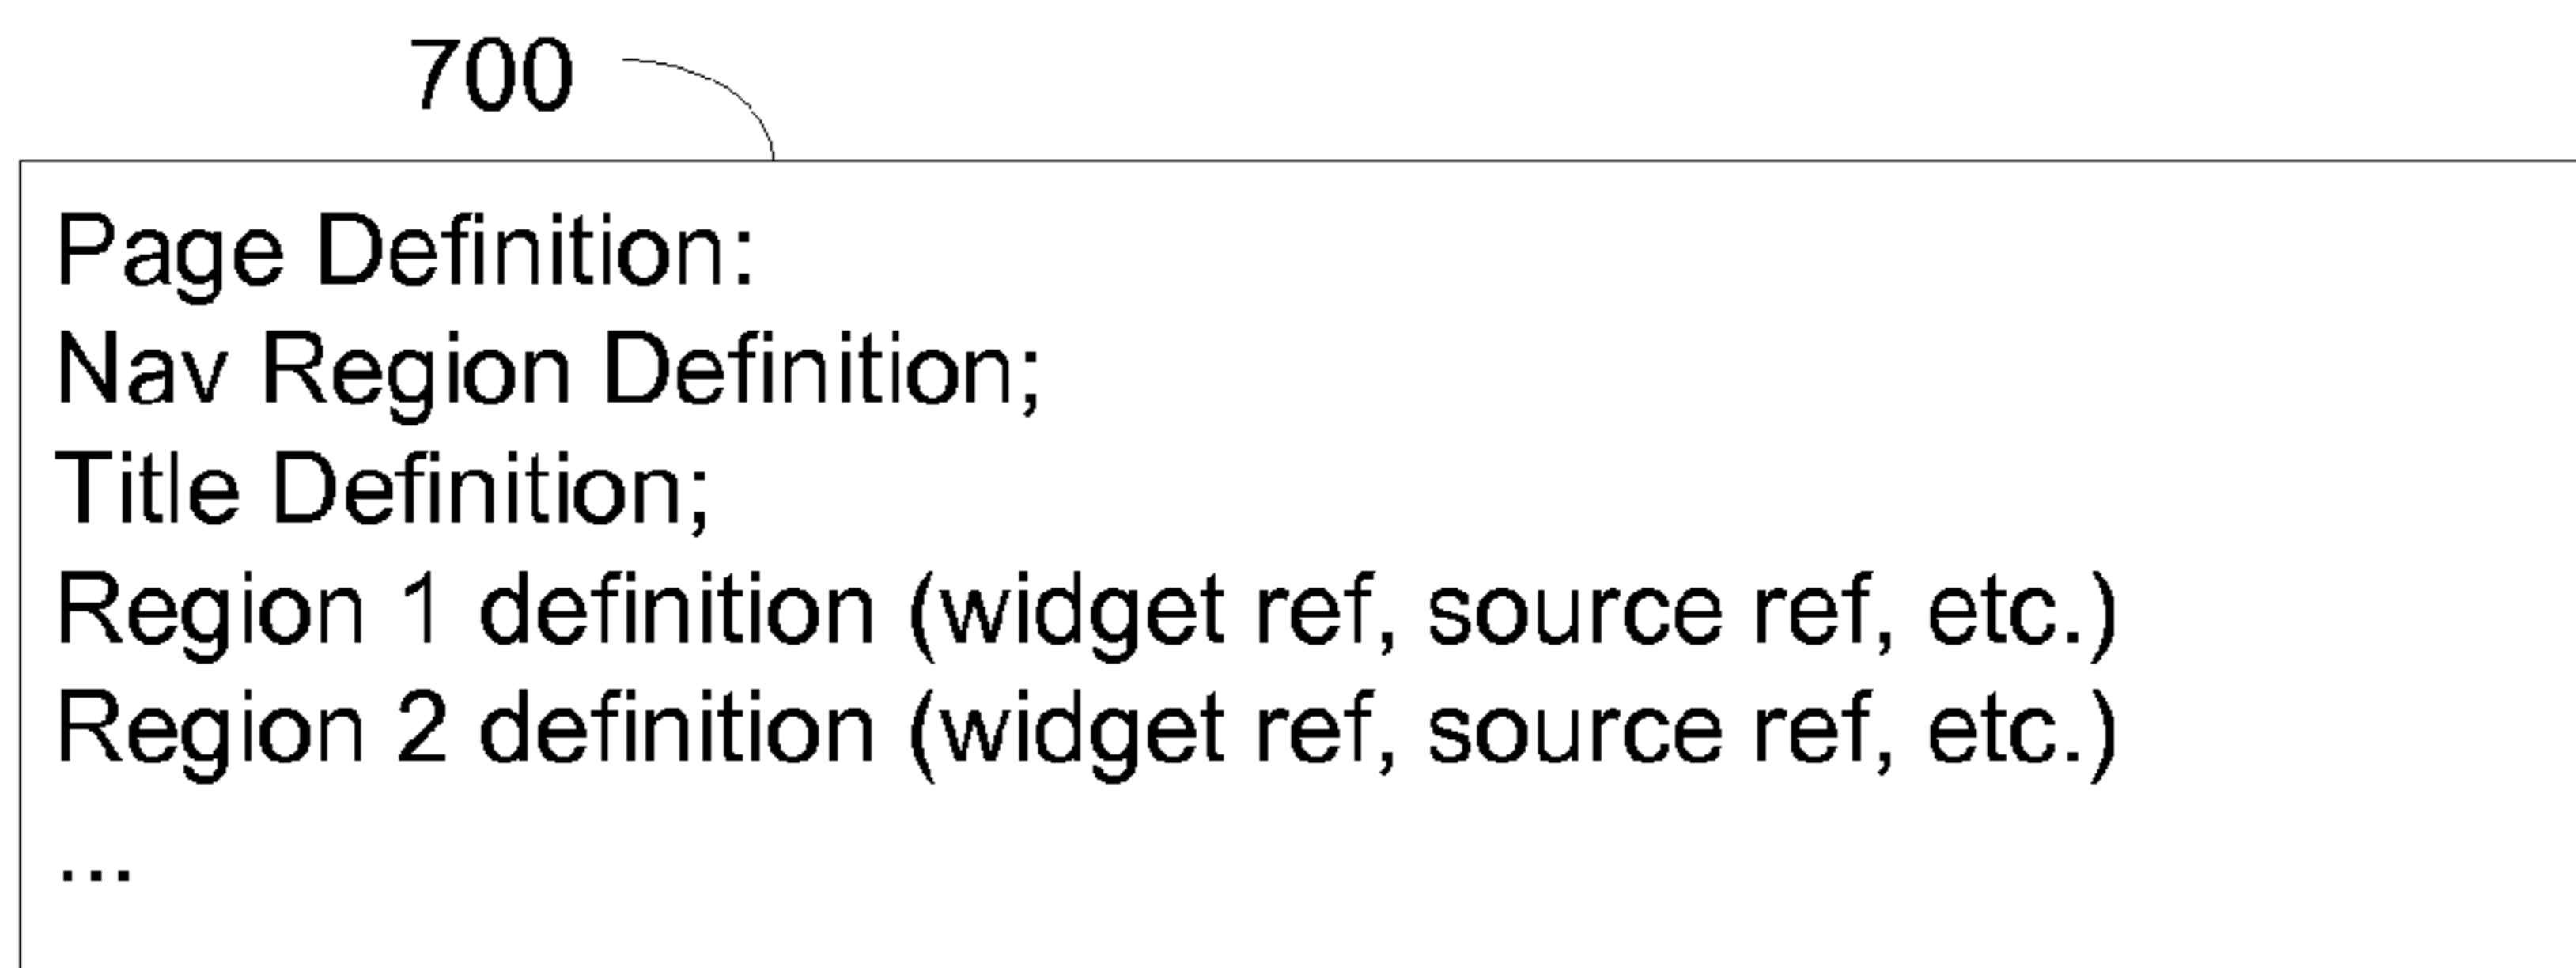 700
Page Definition:
Nav Region Definition;
Title Definition;
Region 1 definition (widget ref, source ref, etc.)
Region 2 definition (widget ref, source ref, etc.)
...